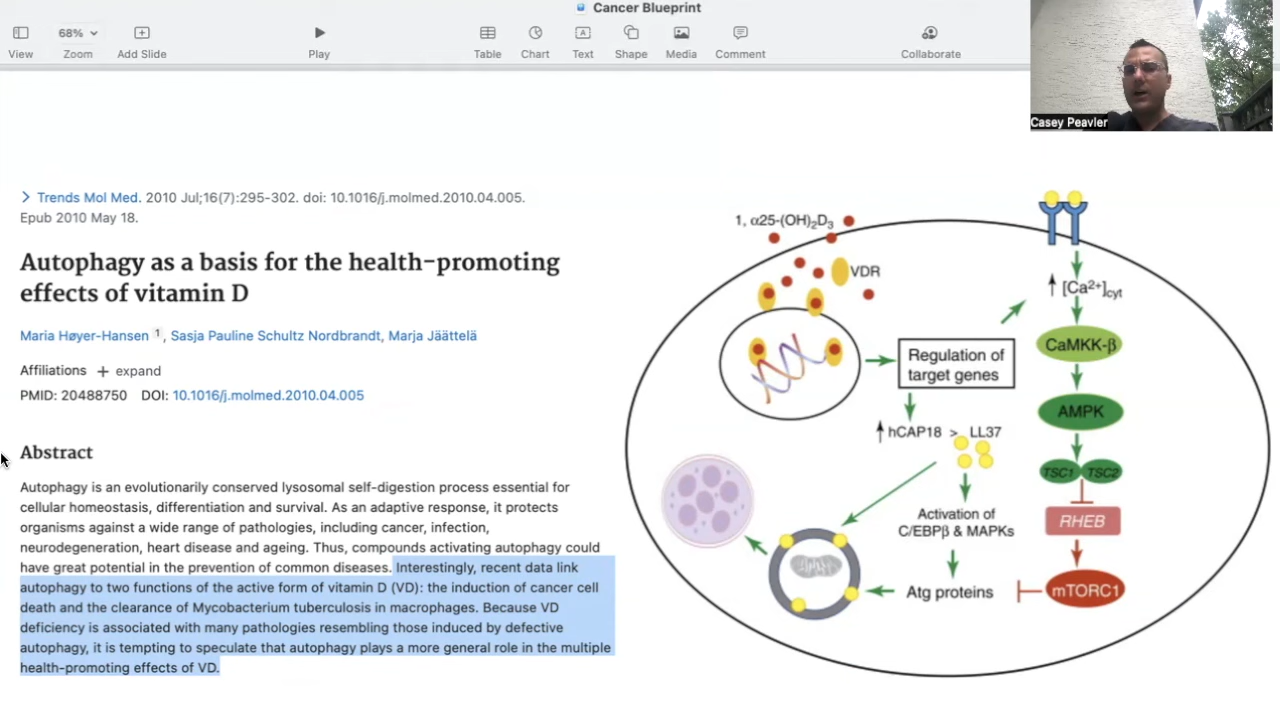 Cancer Blueprint
68%
View
Zoom
Add Slide
Play
Table
Chart
Text
Shape
Media
Comment
Collaborate
Casey Peavler
Trends Mol Med. 2010 Jul;16(7):295-302. doi: 10.1016/j.molmed.2010.04.005.
Epub 2010 May 18.
Autophagy as a basis for the health-promoting
effects of vitamin D
Maria Høyer-Hansen 1, Sasja Pauline Schultz Nordbrandt, Marja Jäättelä
Affiliations + expand
PMID: 20488750 DOI: 10.1016/j.molmed.2010.04.005
Abstract
Autophagy is an evolutionarily conserved lysosomal self-digestion process essential for
cellular homeostasis, differentiation and survival. As an adaptive response, it protects
organisms against a wide range of pathologies, including cancer, infection,
neurodegeneration, heart disease and ageing. Thus, compounds activating autophagy could
have great potential in the prevention of common diseases. Interestingly, recent data link
autophagy to two functions of the active form of vitamin D (VD): the induction of cancer cell
death and the clearance of Mycobacterium tuberculosis in macrophages. Because VD
deficiency is associated with many pathologies resembling those induced by defective
autophagy, it is tempting to speculate that autophagy plays a more general role in the multiple
health-promoting effects of VD.
1, α25-(OH)₂D₃
VDR
Regulation of
target genes
hCAP18 > LL37
Activation of
C/EBPβ & MAPKs
Atg proteins
[Ca²⁺]cyt
CaMKK-β
AMPK
TSC1 TSC2
RHEB
mTORC1